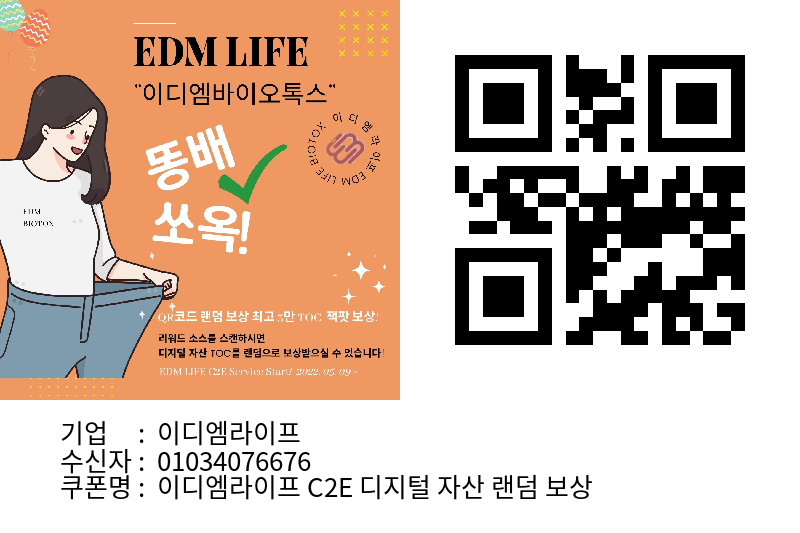 EDM LIFE
"이디엠바이오톡스"
이디엠라이프 EDM LIFE BIOTOX
똥배
쏘옥!
EDM
BIOTOX
QR코드 랜덤 보상 최고 5만 TOC 잭팟 보상!
리워드 소스를 스캔하시면
디지털 자산 TOC를 랜덤으로 보상받으실 수 있습니다!
EDM LIFE C2E Service Start! 2022. 05. 09 ~
기업 : 이디엠라이프
수신자 : 01034076676
쿠폰명 : 이디엠라이프 C2E 디지털 자산 랜덤 보상